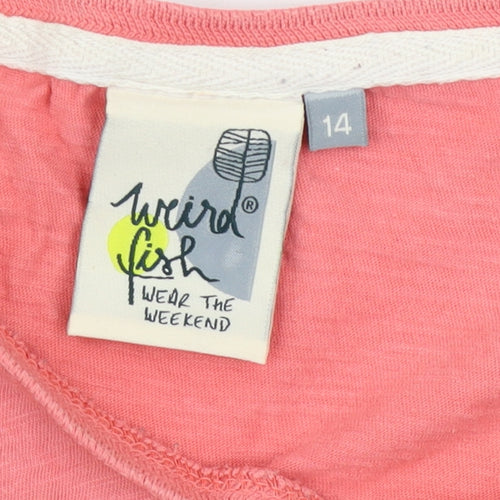 14
weird®
fish
WEAR THE
WEEKEND